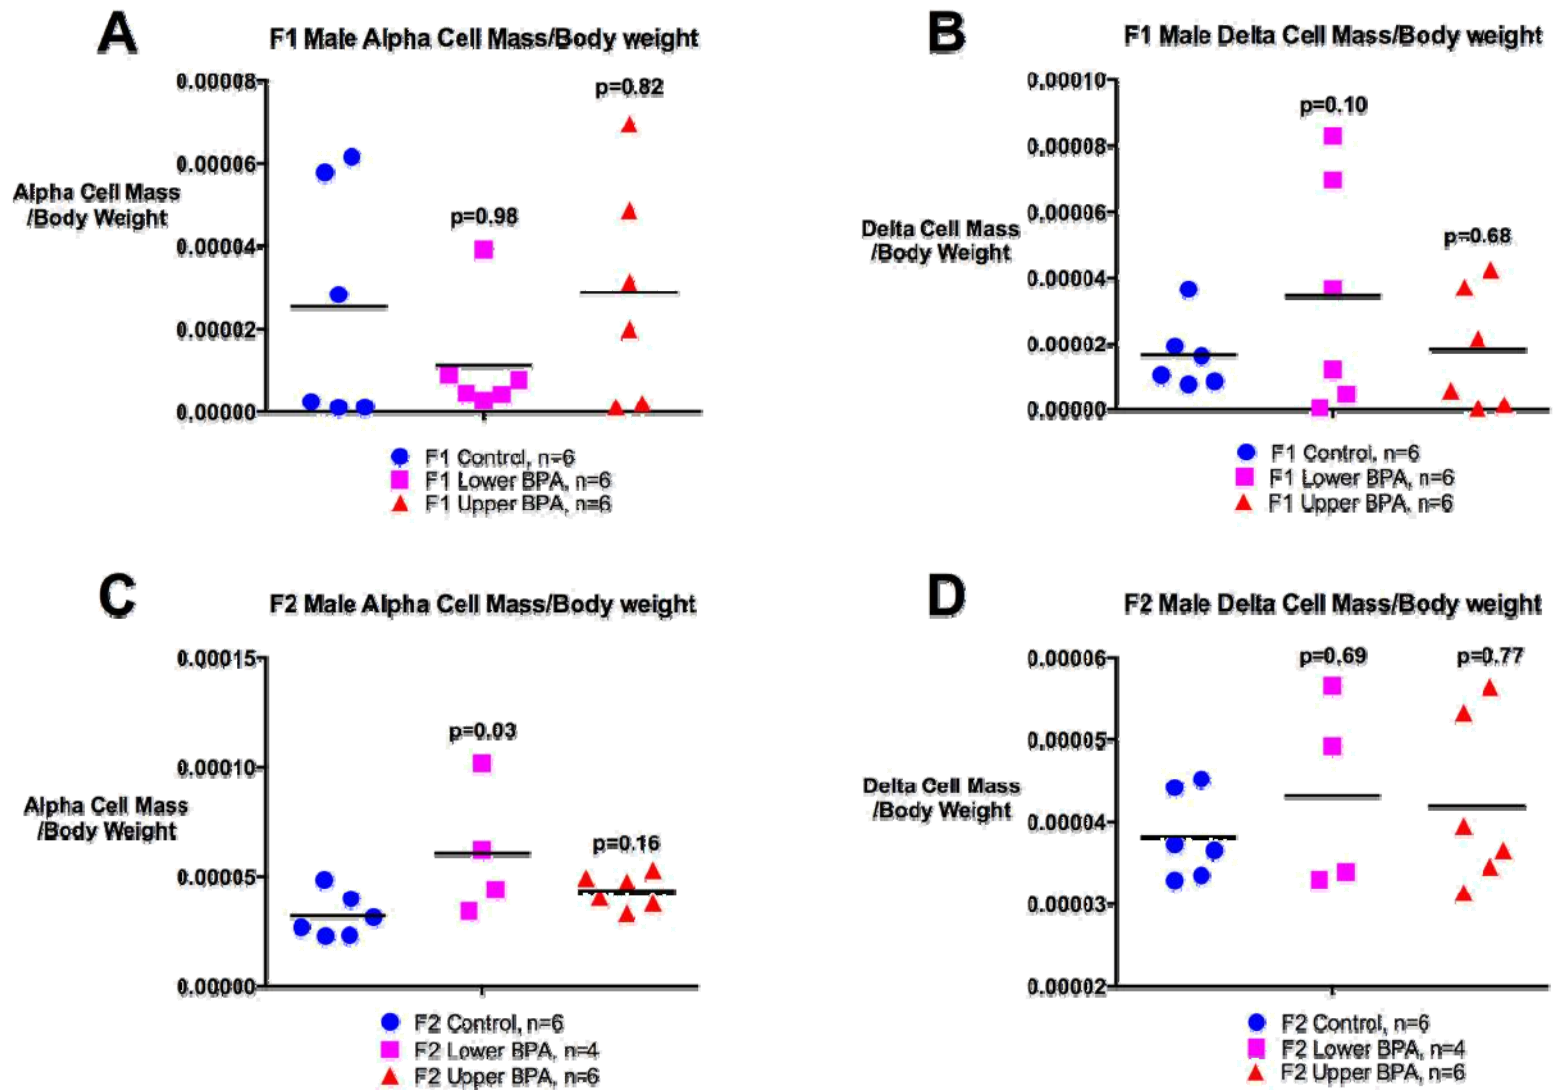 A
F1 Male Alpha Cell Mass/Body weight
0.00008
0.00006
0.00004
0.00002
0.00000
Alpha Cell Mass
/Body Weight
p=0.98
p=0.82
F1 Control, n=6
F1 Lower BPA, n=6
F1 Upper BPA, n=6
B
F1 Male Delta Cell Mass/Body weight
0.00010
0.00008
0.00006
0.00004
0.00002
0.00000
Delta Cell Mass
/Body Weight
p=0.10
p=0.68
F1 Control, n=6
F1 Lower BPA, n=6
F1 Upper BPA, n=6
C
F2 Male Alpha Cell Mass/Body weight
0.00015
0.00010
0.00005
0.00000
Alpha Cell Mass
/Body Weight
p=0.03
p=0.16
F2 Control, n=6
F2 Lower BPA, n=4
F2 Upper BPA, n=6
D
F2 Male Delta Cell Mass/Body weight
0.00006
0.00005
0.00004
0.00003
0.00002
Delta Cell Mass
/Body Weight
p=0.69
p=0.77
F2 Control, n=6
F2 Lower BPA, n=4
F2 Upper BPA, n=6